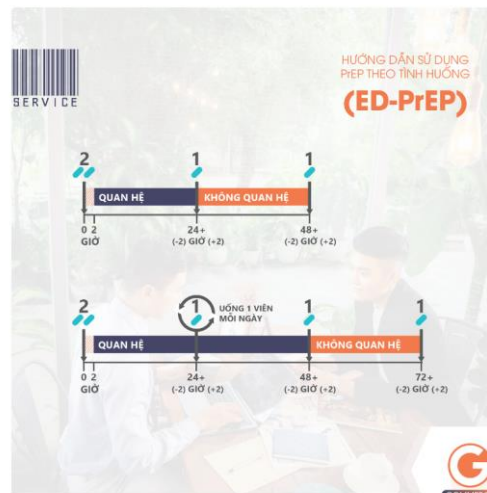 SERVICE
HƯỚNG DẪN SỬ DỤNG
PrEP THEO TÌNH HUỐNG
(ED-PrEP)
2 1 1
QUAN HỆ KHÔNG QUAN HỆ
0 2 24+ 48+
GIỜ (-2) GIỜ (+2) (-2) GIỜ (+2)
2 1 UỐNG 1 VIÊN 1 1
MỖI NGÀY
QUAN HỆ KHÔNG QUAN HỆ
0 2 24+ 48+ 72+
GIỜ (-2) GIỜ (+2) (-2) GIỜ (+2) (-2) GIỜ (+2)
G